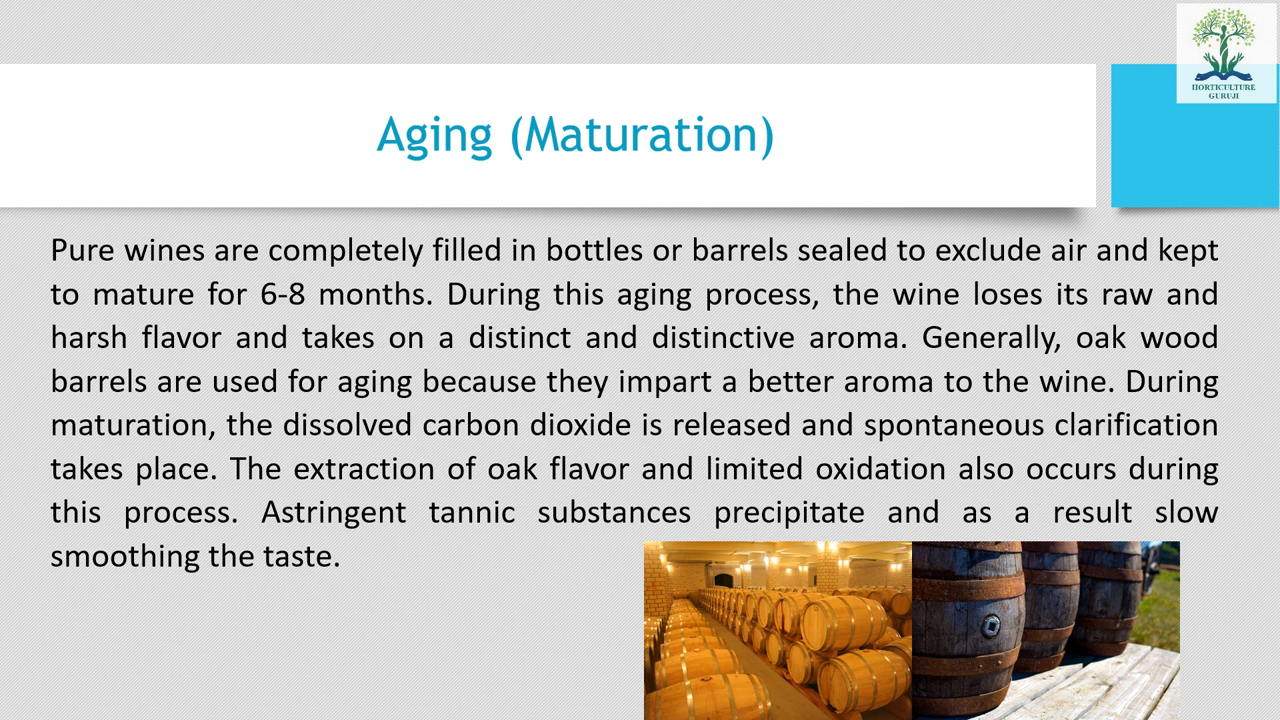 HORTICULTURE
GURUJI
Aging (Maturation)
Pure wines are completely filled in bottles or barrels sealed to exclude air and kept
to mature for 6-8 months. During this aging process, the wine loses its raw and
harsh flavor and takes on a distinct and distinctive aroma. Generally, oak wood
barrels are used for aging because they impart a better aroma to the wine. During
maturation, the dissolved carbon dioxide is released and spontaneous clarification
takes place. The extraction of oak flavor and limited oxidation also occurs during
this process. Astringent tannic substances precipitate and as a result slow
smoothing the taste.